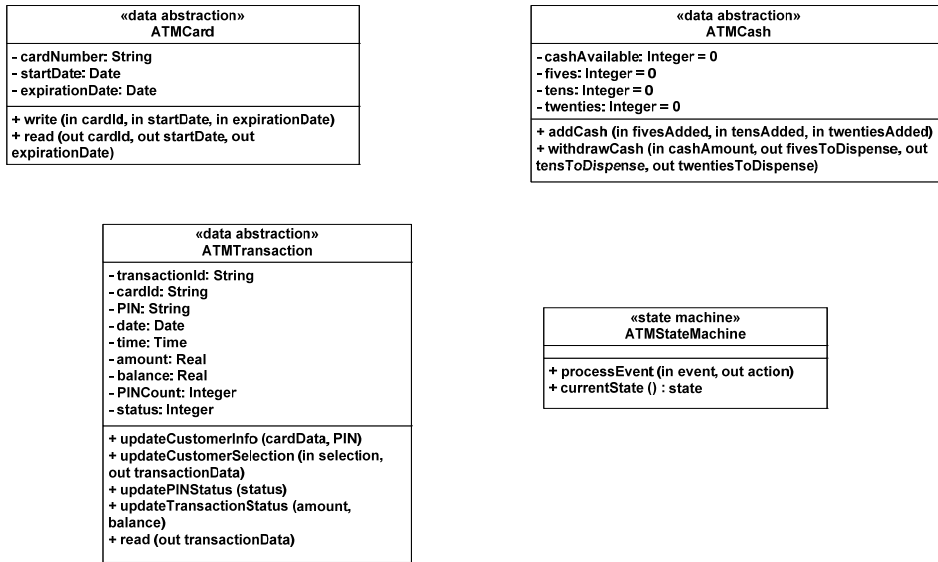 «data abstraction»
ATMCard
- cardNumber: String
- startDate: Date
- expirationDate: Date
+ write (in cardId, in startDate, in expirationDate)
+ read (out cardId, out startDate, out
expirationDate)
«data abstraction»
ATMCash
- cashAvailable: Integer = 0
- fives: Integer = 0
- tens: Integer = 0
- twenties: Integer = 0
+ addCash (in fivesAdded, in tensAdded, in twentiesAdded)
+ withdrawCash (in cashAmount, out fivesToDispense, out
tensToDispense, out twentiesToDispense)
«data abstraction»
ATMTransaction
- transactionId: String
- cardId: String
- PIN: String
- date: Date
- time: Time
- amount: Real
- balance: Real
- PINCount: Integer
- status: Integer
+ updateCustomerInfo (cardData, PIN)
+ updateCustomerSelection (in selection,
out transactionData)
+ updatePINStatus (status)
+ updateTransactionStatus (amount,
balance)
+ read (out transactionData)
«state machine»
ATMStateMachine
+ processEvent (in event, out action)
+ currentState () : state